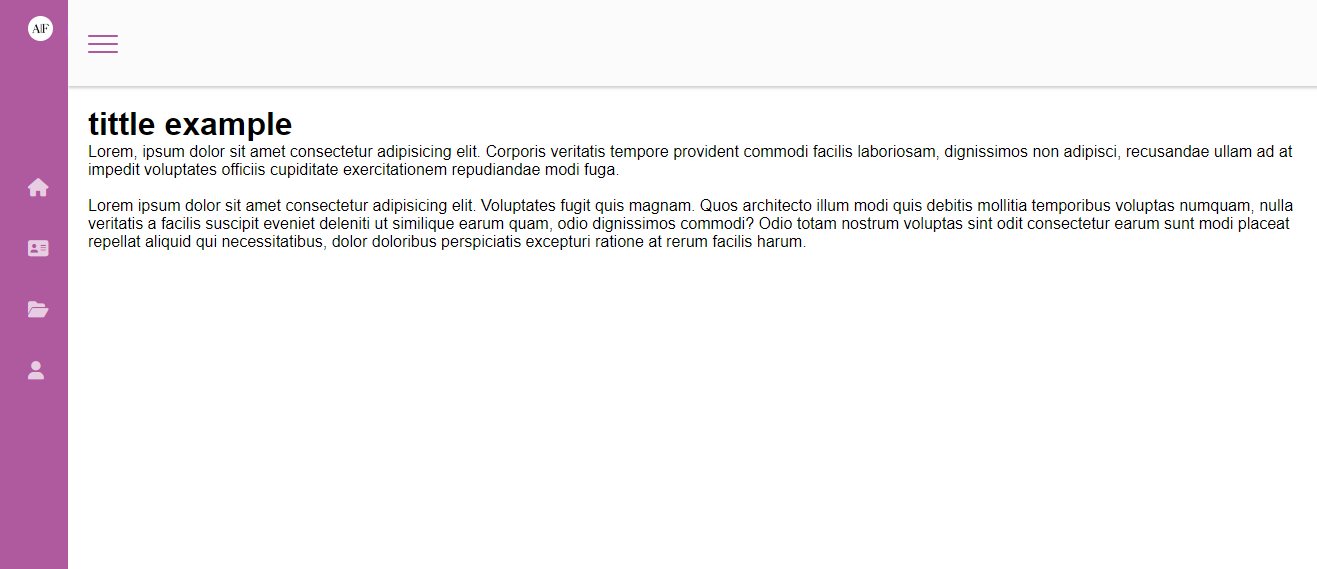 AF
tittle example
Lorem, ipsum dolor sit amet consectetur adipisicing elit. Corporis veritatis tempore provident commodi facilis laboriosam, dignissimos non adipisci, recusandae ullam ad at
impedit voluptates officiis cupiditate exercitationem repudiandae modi fuga.
Lorem ipsum dolor sit amet consectetur adipisicing elit. Voluptates fugit quis magnam. Quos architecto illum modi quis debitis mollitia temporibus voluptas numquam, nulla
veritatis a facilis suscipit eveniet deleniti ut similique earum quam, odio dignissimos commodi? Odio totam nostrum voluptas sint odit consectetur earum sunt modi placeat
repellat aliquid qui necessitatibus, dolor doloribus perspiciatis excepturi ratione at rerum facilis harum.